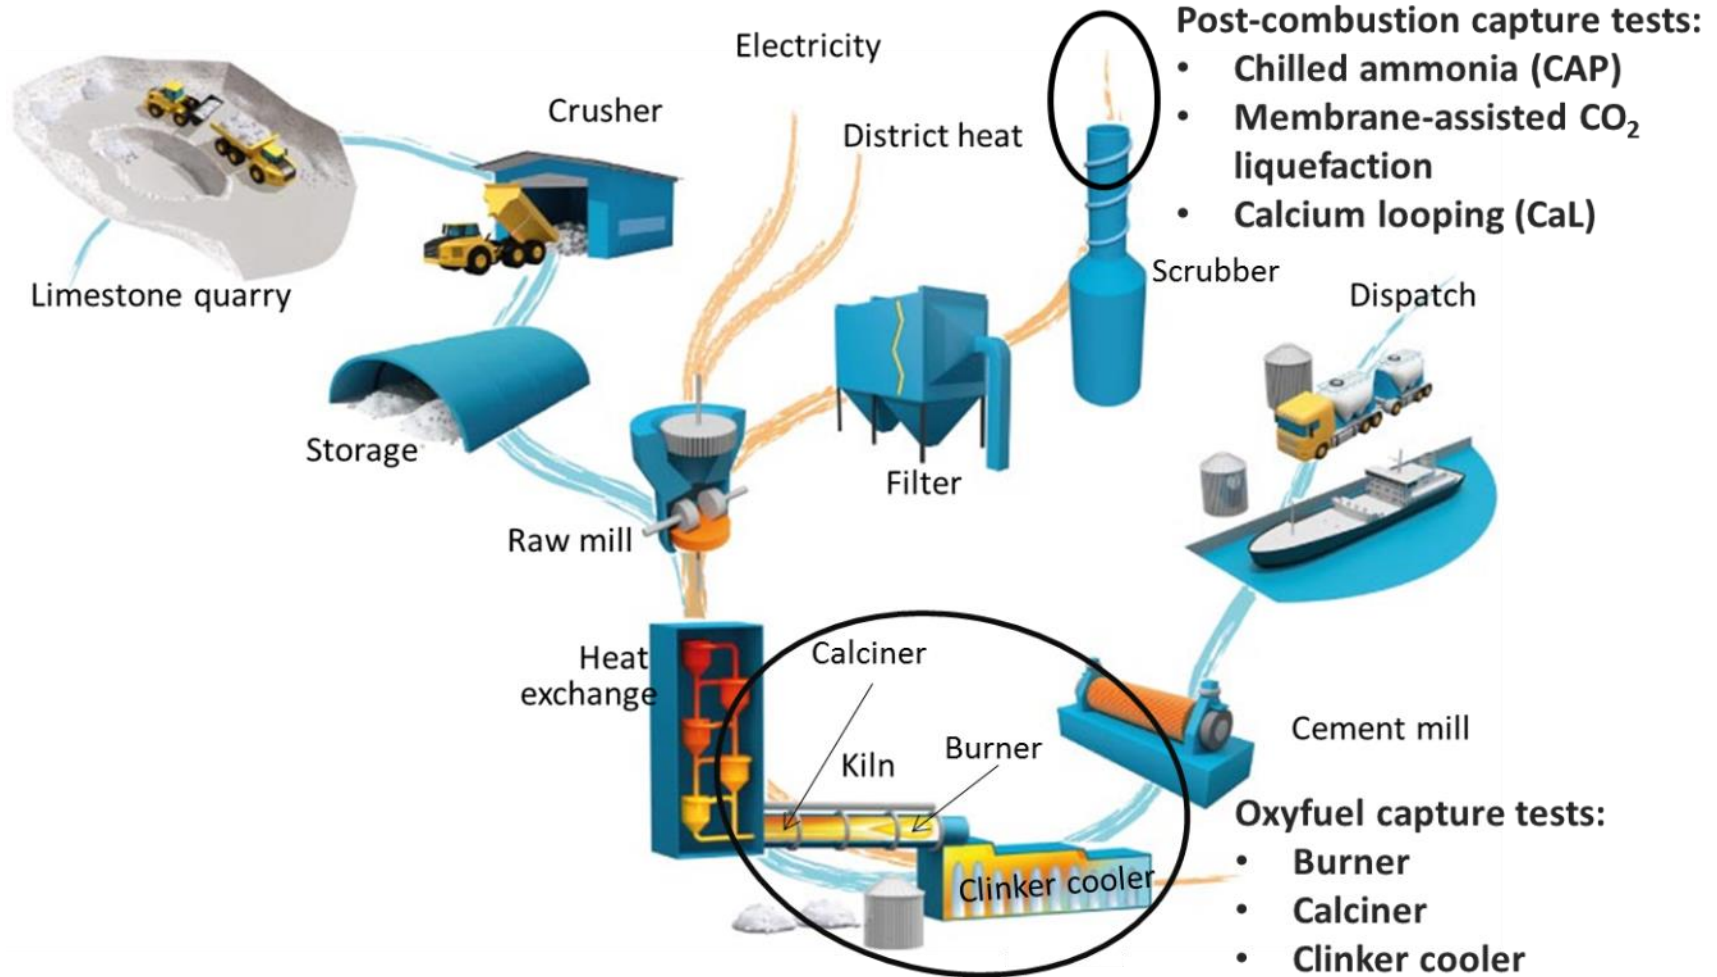 Post-combustion capture tests:
• Chilled ammonia (CAP)
• Membrane-assisted CO₂
liquefaction
• Calcium looping (CaL)
Electricity
Crusher
District heat
Limestone quarry
Scrubber
Dispatch
Storage
Filter
Raw mill
Heat
exchange
Calciner
Kiln
Burner
Cement mill
Clinker cooler
Oxyfuel capture tests:
• Burner
• Calciner
• Clinker cooler